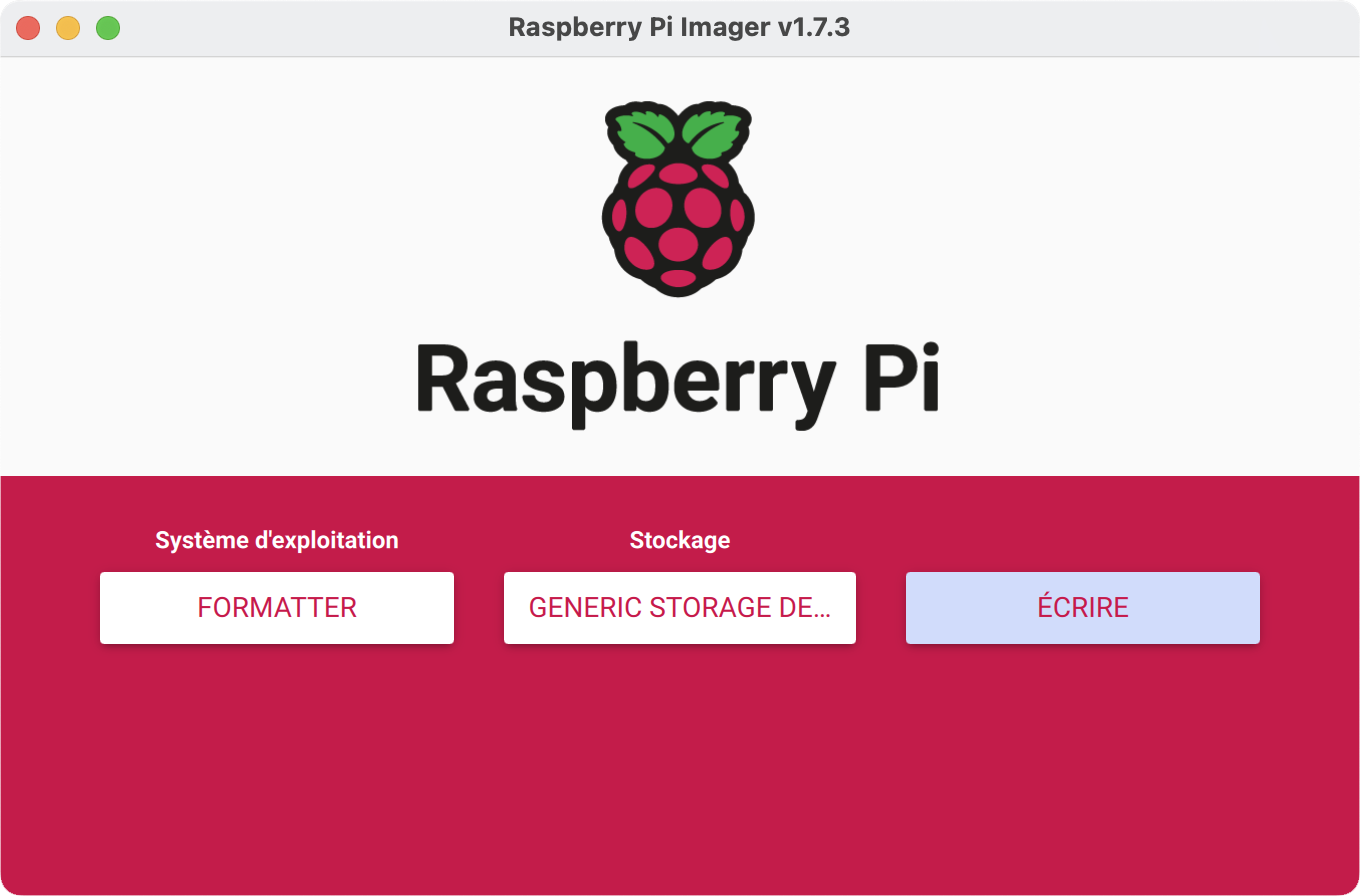 Raspberry Pi Imager v1.7.3
Raspberry Pi
Système d'exploitation
Stockage
FORMATTER
GENERIC STORAGE DE...
ÉCRIRE